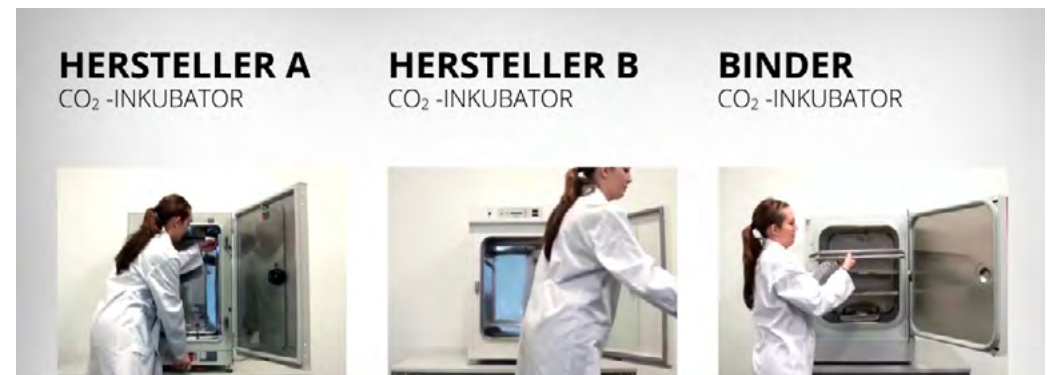 HERSTELLER A
CO₂ -INKUBATOR
HERSTELLER B
CO₂ -INKUBATOR
BINDER
CO₂ -INKUBATOR